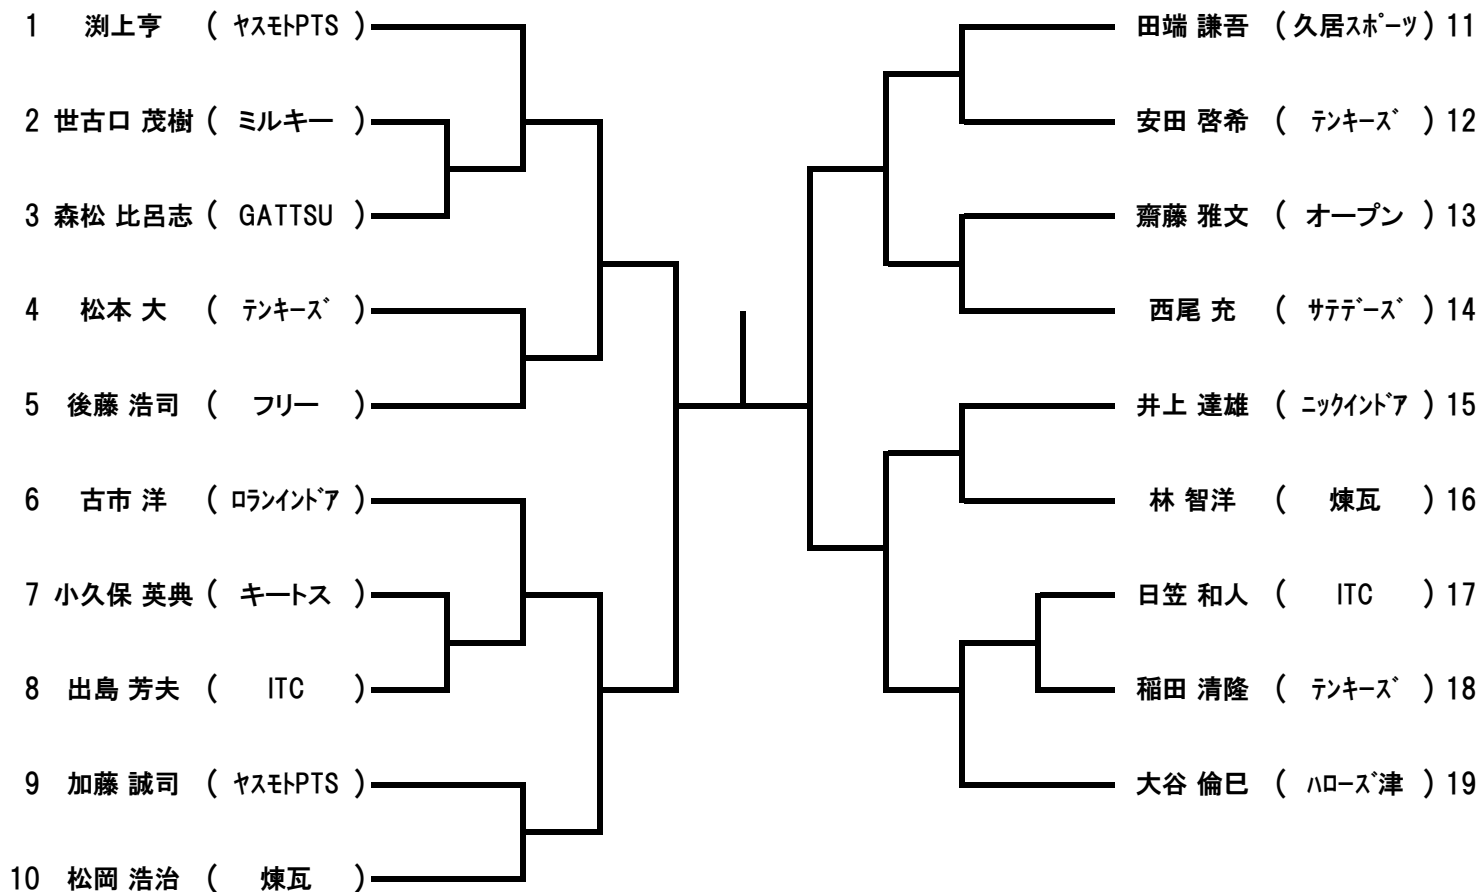 1 渕上亨 ( ヤスモトPTS )
2 世古口 茂樹 ( ミルキー )
3 森松 比呂志 ( GATTSU )
4 松本 大 ( テンキーズ )
5 後藤 浩司 ( フリー )
6 古市 洋 ( ロランインドア )
7 小久保 英典 ( キートス )
8 出島 芳夫 ( ITC )
9 加藤 誠司 ( ヤスモトPTS )
10 松岡 浩治 ( 煉瓦 )
田端 謙吾 ( 久居スポーツ ) 11
安田 啓希 ( テンキーズ ) 12
齋藤 雅文 ( オープン ) 13
西尾 充 ( サテデーズ ) 14
井上 達雄 ( ニックインドア ) 15
林 智洋 ( 煉瓦 ) 16
日笠 和人 ( ITC ) 17
稲田 清隆 ( テンキーズ ) 18
大谷 倫巳 ( ハローズ津 ) 19